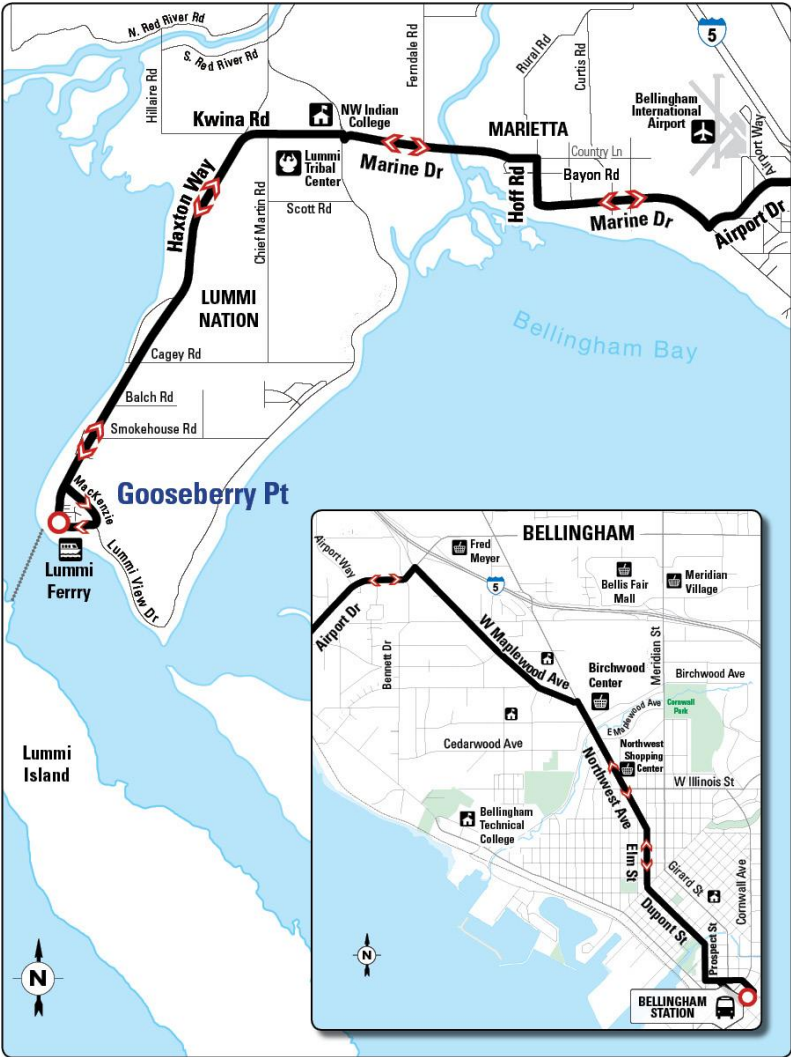 N. Red River Rd
S. Red River Rd
Hillaire Rd
Ferndale Rd
Rural Rd
Curtis Rd
5
Bellingham
International
Airport
Airport Way
Kwina Rd
NW Indian
College
MARIETTA
Country Ln
Lummi
Tribal
Center
Marine Dr
Bayon Rd
Hoff Rd
Haxton Way
Chief Martin Rd
Scott Rd
Marine Dr
Airport Dr
LUMMI
NATION
Bellingham Bay
Cagey Rd
Balch Rd
Smokehouse Rd
MacKenzie
Gooseberry Pt
Lummi
Ferrry
Lummi View Dr
Lummi
Island
N
BELLINGHAM
Airport Way
Fred
Meyer
5
Bellis Fair
Mall
Meridian
Village
Airport Dr
Bennett Dr
W Maplewood Ave
Meridian St
Birchwood
Center
Birchwood Ave
E Maplewood Ave
Cornwall
Park
Cedarwood Ave
Northwest
Shopping
Center
Northwest Ave
W Illinois St
Bellingham
Technical
College
Elm St
Girard St
Cornwall Ave
Dupont St
Prospect St
N
BELLINGHAM
STATION